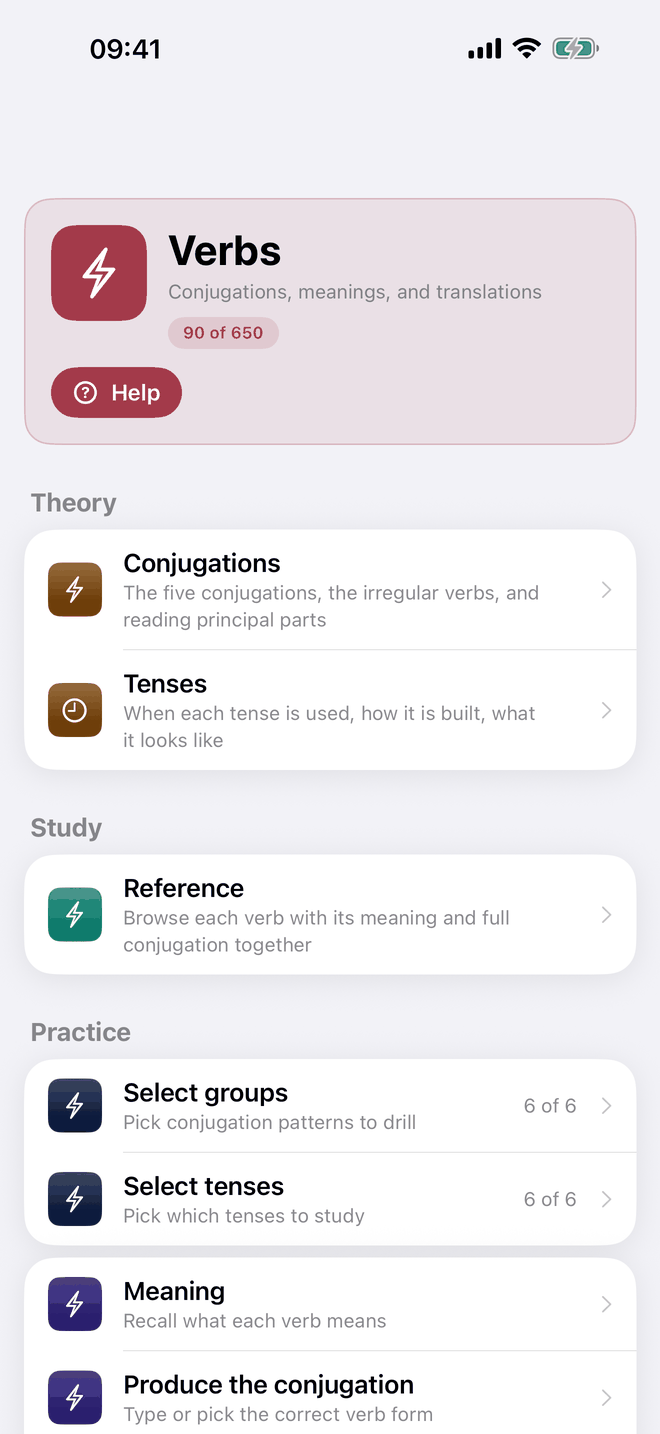 09:41
Verbs
Conjugations, meanings, and translations
90 of 650
Help
Theory
Conjugations
The five conjugations, the irregular verbs, and
reading principal parts
Tenses
When each tense is used, how it is built, what
it looks like
Study
Reference
Browse each verb with its meaning and full
conjugation together
Practice
Select groups
Pick conjugation patterns to drill
6 of 6
Select tenses
Pick which tenses to study
6 of 6
Meaning
Recall what each verb means
Produce the conjugation
Type or pick the correct verb form